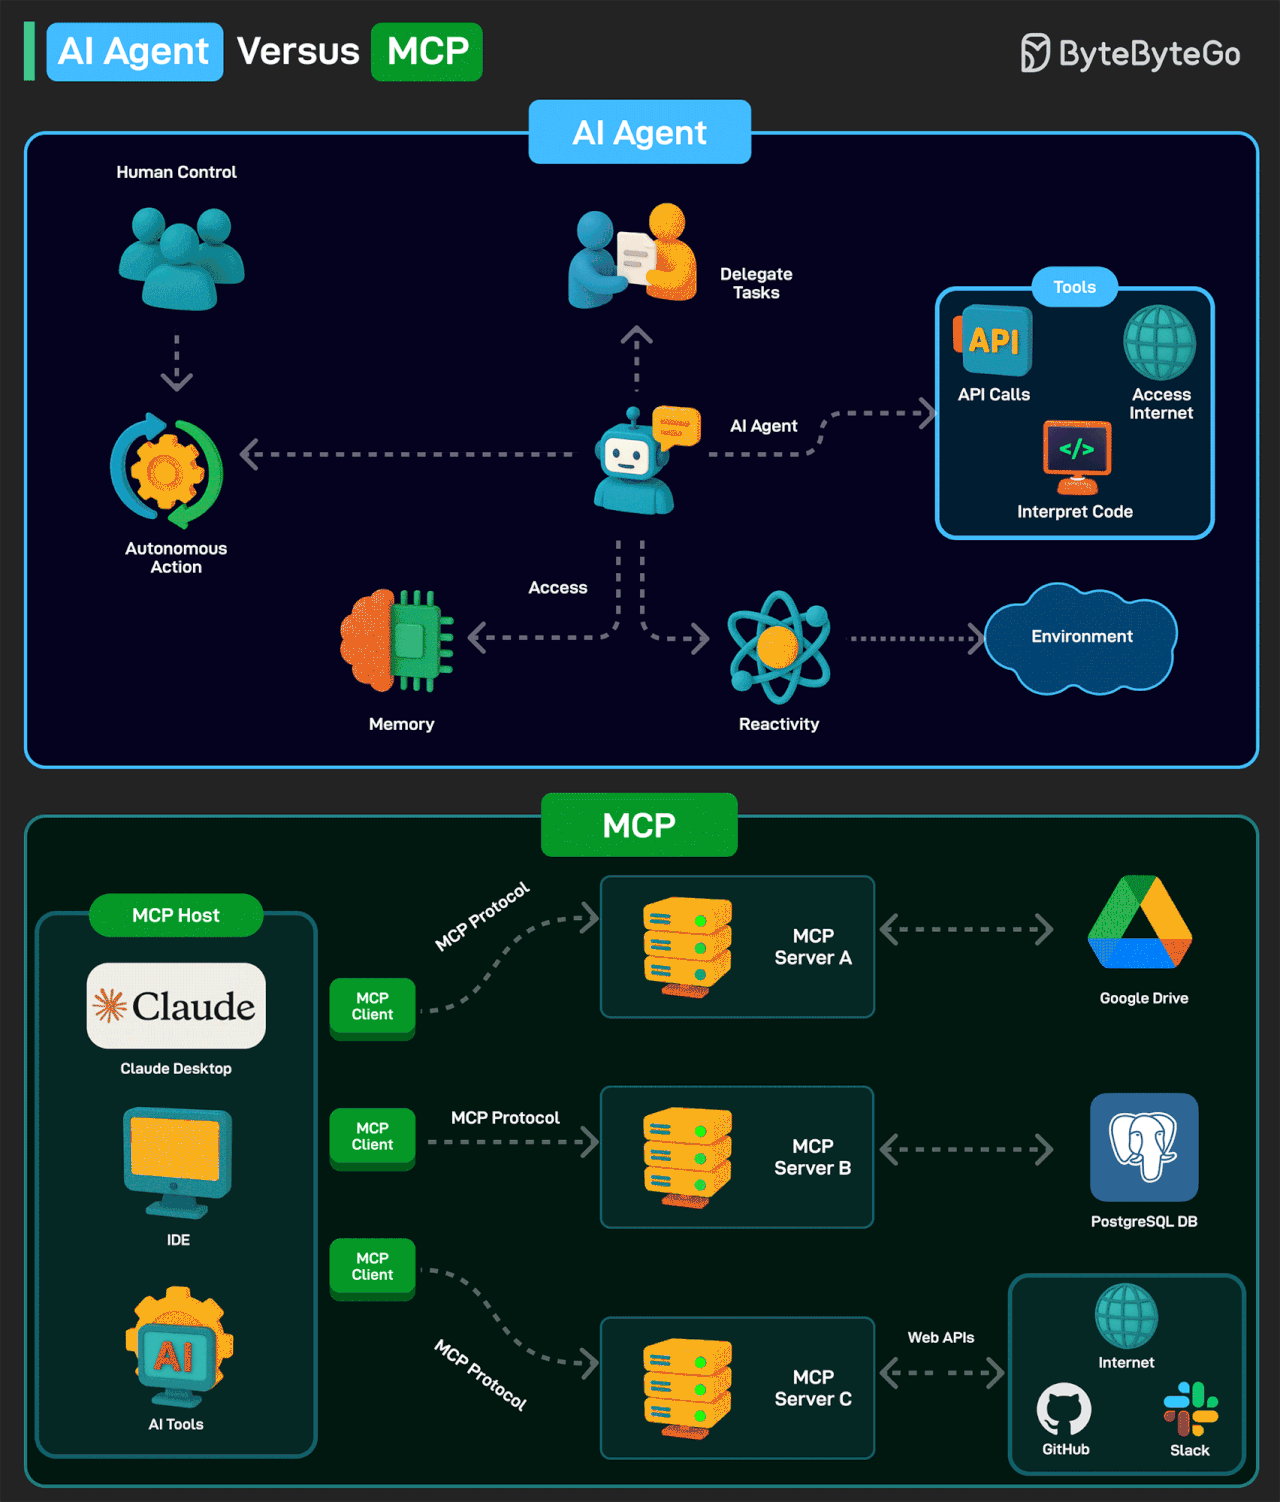 AI Agent Versus MCP
ByteByteGo
AI Agent
Human Control
Delegate
Tasks
Tools
API
API Calls
Access
Internet
</>
Interpret Code
AI Agent
Autonomous
Action
Access
Memory
Reactivity
Environment
MCP
MCP Host
Claude
Claude Desktop
IDE
AI
AI Tools
MCP
Client
MCP Protocol
MCP
Server A
Google Drive
MCP
Client
MCP Protocol
MCP
Server B
PostgreSQL DB
MCP
Client
MCP Protocol
MCP
Server C
Web APIs
Internet
GitHub
Slack